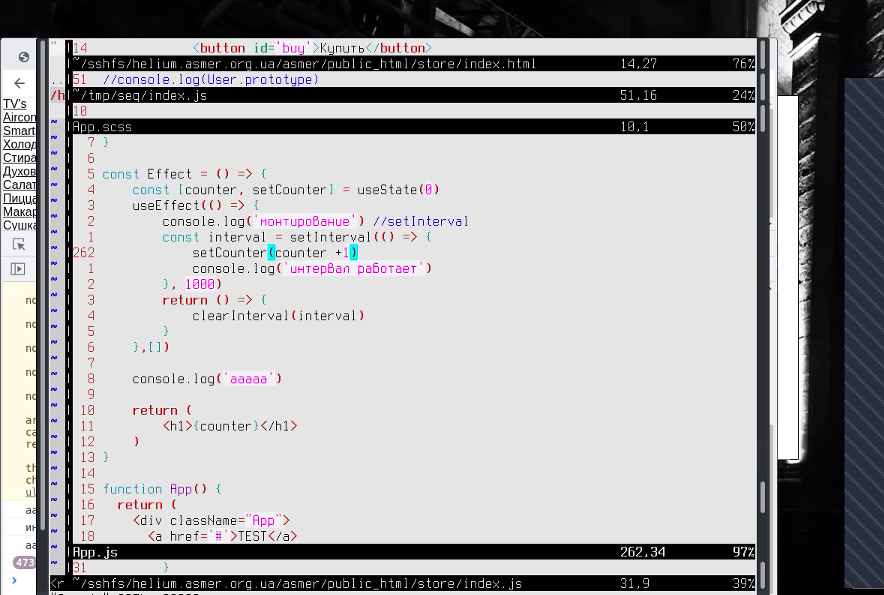 " 14 <button id='buy'>Купить</button>
~/sshfs/helium.asmer.org.ua/asmer/public_html/store/index.html 14,27 76%
.. 51 //console.log(User.prototype)
/h ~/tmp/seq/index.js 51,16 24%
10
App.scss 10,1 50%
7 }
6
5 const Effect = () => {
4 const [counter, setCounter] = useState(0)
3 useEffect(() => {
2 console.log('монтирование') //setInterval
1 const interval = setInterval(() => {
262 setCounter(counter +1)
1 console.log('интервал работает')
2 }, 1000)
3 return () => {
4 clearInterval(interval)
5 }
6 },[])
7
8 console.log('ааааа')
9
10 return (
11 <h1>{counter}</h1>
12 )
13 }
14
15 function App() {
16 return (
17 <div className="App">
18 <a href='#'>TEST</a>
App.js 262,34 97%
31 }
<r ~/sshfs/helium.asmer.org.ua/asmer/public_html/store/index.js 31,9 39%
TV's
Aircon
Smart
Холод
Стира
Духов
Салат
Пицца
Макар
Сушка
no
no
no
no
no
ar
ca
re
th
ch
ul
aa
ин
aa
473